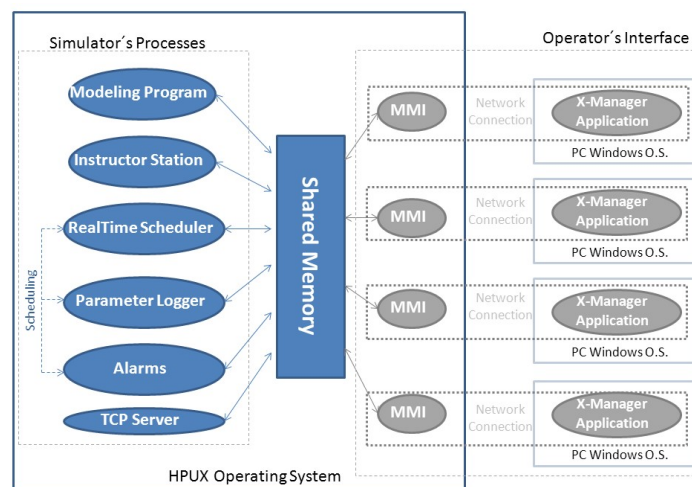 Simulator´s Processes
Operator´s Interface
Modeling Program
Instructor Station
RealTime Scheduler
Parameter Logger
Alarms
TCP Server
Scheduling
Shared Memory
HPUX Operating System
MMI
Network
Connection
X-Manager
Application
PC Windows O.S.
MMI
Network
Connection
X-Manager
Application
PC Windows O.S.
MMI
Network
Connection
X-Manager
Application
PC Windows O.S.
MMI
Network
Connection
X-Manager
Application
PC Windows O.S.